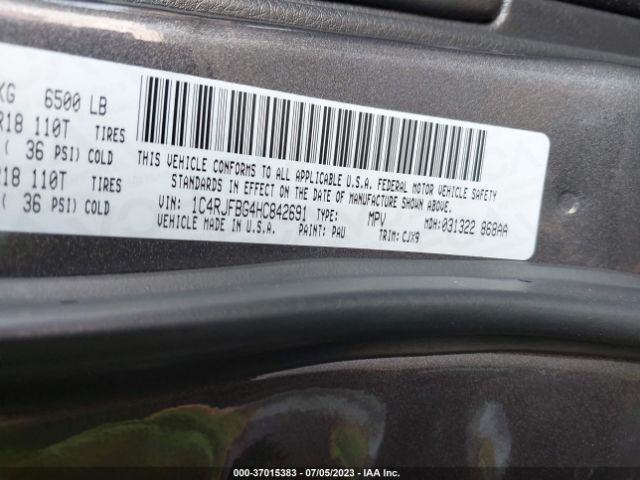 KG 6500 LB
R18 110T TIRES
( 36 PSI) COLD
R18 110T TIRES
( 36 PSI) COLD
THIS VEHICLE CONFORMS TO ALL APPLICABLE U.S.A. FEDERAL MOTOR VEHICLE SAFETY
STANDARDS IN EFFECT ON THE DATE OF MANUFACTURE SHOWN ABOVE.
VIN: 1C4RJFBG4HC842691 TYPE: MPV MDH:031322 868AA
VEHICLE MADE IN U.S.A. PAINT: PAU TRIM: CJX9
000-37015383 - 07/05/2023 - IAA Inc.